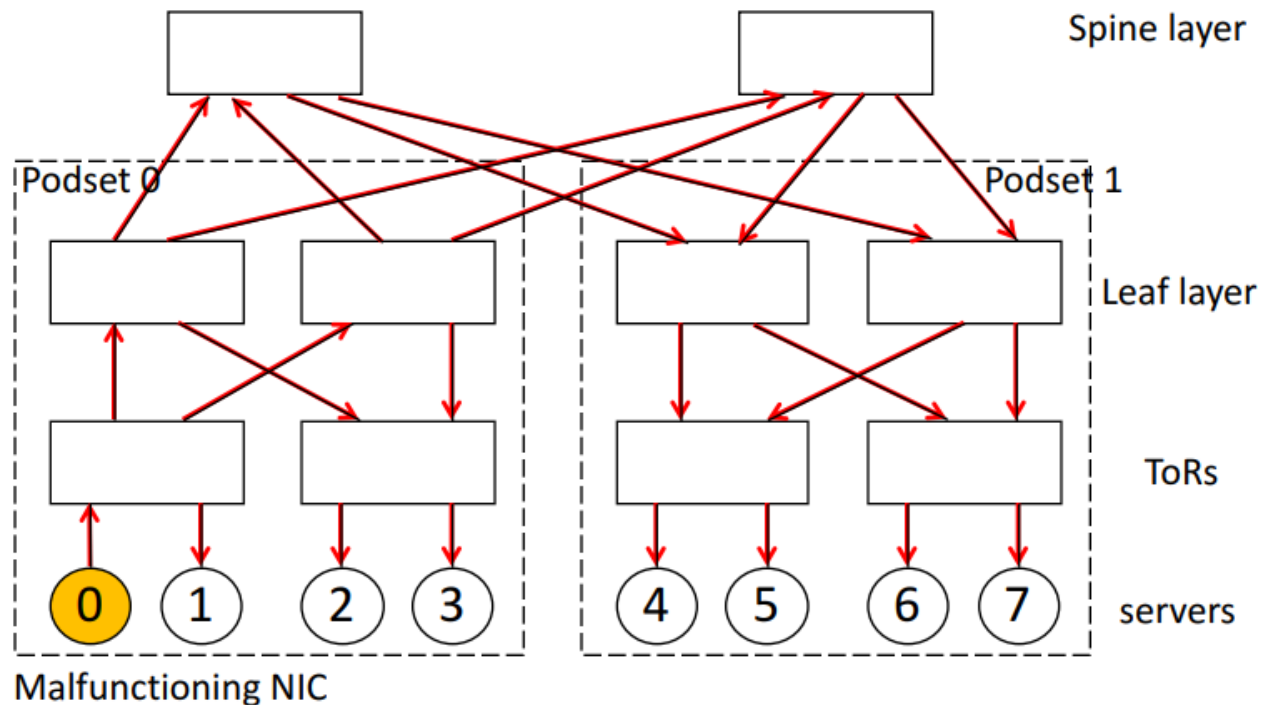 Spine layer
Podset 0
Podset 1
Leaf layer
ToRs
0 1 2 3 4 5 6 7 servers
Malfunctioning NIC